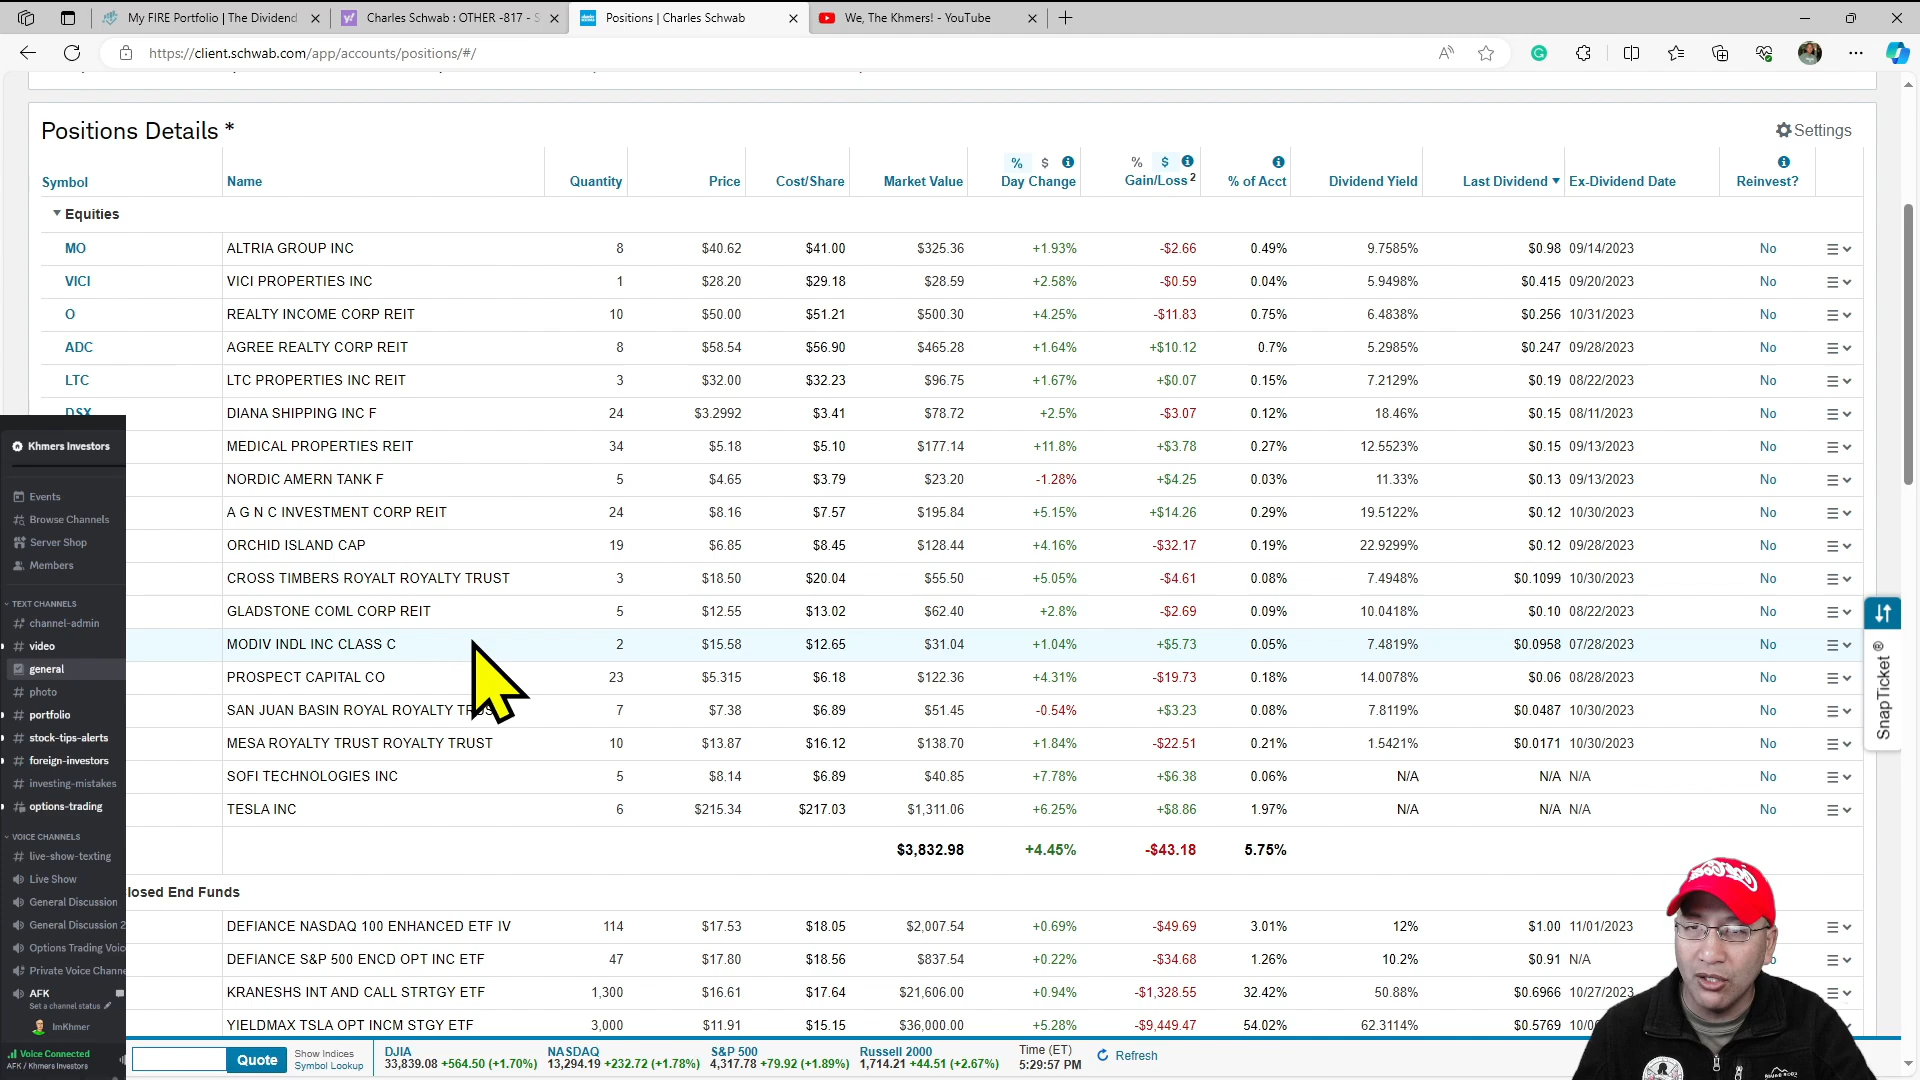 My FIRE Portfolio | The Dividend
Charles Schwab : OTHER -817 - S
Positions | Charles Schwab
We, The Khmers! - YouTube
https://client.schwab.com/app/accounts/positions/#/
Positions Details *
Settings
Symbol Name Quantity Price Cost/Share Market Value % $ Day Change % $ Gain/Loss 2 % of Acct Dividend Yield Last Dividend Ex-Dividend Date Reinvest?
Equities
MO ALTRIA GROUP INC 8 $40.62 $41.00 $325.36 +1.93% -$2.66 0.49% 9.7585% $0.98 09/14/2023 No
VICI VICI PROPERTIES INC 1 $28.20 $29.18 $28.59 +2.58% -$0.59 0.04% 5.9498% $0.415 09/20/2023 No
O REALTY INCOME CORP REIT 10 $50.00 $51.21 $500.30 +4.25% -$11.83 0.75% 6.4838% $0.256 10/31/2023 No
ADC AGREE REALTY CORP REIT 8 $58.54 $56.90 $465.28 +1.64% +$10.12 0.7% 5.2985% $0.247 09/28/2023 No
LTC LTC PROPERTIES INC REIT 3 $32.00 $32.23 $96.75 +1.67% +$0.07 0.15% 7.2129% $0.19 08/22/2023 No
DSX DIANA SHIPPING INC F 24 $3.2992 $3.41 $78.72 +2.5% -$3.07 0.12% 18.46% $0.15 08/11/2023 No
MEDICAL PROPERTIES REIT 34 $5.18 $5.10 $177.14 +11.8% +$3.78 0.27% 12.5523% $0.15 09/13/2023 No
NORDIC AMERN TANK F 5 $4.65 $3.79 $23.20 -1.28% +$4.25 0.03% 11.33% $0.13 09/13/2023 No
A G N C INVESTMENT CORP REIT 24 $8.16 $7.57 $195.84 +5.15% +$14.26 0.29% 19.5122% $0.12 10/30/2023 No
ORCHID ISLAND CAP 19 $6.85 $8.45 $128.44 +4.16% -$32.17 0.19% 22.9299% $0.12 09/28/2023 No
CROSS TIMBERS ROYALT ROYALTY TRUST 3 $18.50 $20.04 $55.50 +5.05% -$4.61 0.08% 7.4948% $0.1099 10/30/2023 No
GLADSTONE COML CORP REIT 5 $12.55 $13.02 $62.40 +2.8% -$2.69 0.09% 10.0418% $0.10 08/22/2023 No
MODIV INDL INC CLASS C 2 $15.58 $12.65 $31.04 +1.04% +$5.73 0.05% 7.4819% $0.0958 07/28/2023 No
PROSPECT CAPITAL CO 23 $5.315 $6.18 $122.36 +4.31% -$19.73 0.18% 14.0078% $0.06 08/28/2023 No
SAN JUAN BASIN ROYAL ROYALTY TRUST 7 $7.38 $6.89 $51.45 -0.54% +$3.23 0.08% 7.8119% $0.0487 10/30/2023 No
MESA ROYALTY TRUST ROYALTY TRUST 10 $13.87 $16.12 $138.70 +1.84% -$22.51 0.21% 1.5421% $0.0171 10/30/2023 No
SOFI TECHNOLOGIES INC 5 $8.14 $6.89 $40.85 +7.78% +$6.38 0.06% N/A N/A N/A No
TESLA INC 6 $215.34 $217.03 $1,311.06 +6.25% +$8.86 1.97% N/A N/A N/A No
$3,832.98 +4.45% -$43.18 5.75%
losed End Funds
DEFIANCE NASDAQ 100 ENHANCED ETF IV 114 $17.53 $18.05 $2,007.54 +0.69% -$49.69 3.01% 12% $1.00 11/01/2023
DEFIANCE S&P 500 ENCD OPT INC ETF 47 $17.80 $18.56 $837.54 +0.22% -$34.68 1.26% 10.2% $0.91 N/A
KRANESHS INT AND CALL STRTGY ETF 1,300 $16.61 $17.64 $21,606.00 +0.94% -$1,328.55 32.42% 50.88% $0.6966 10/27/2023
YIELDMAX TSLA OPT INCM STGY ETF 3,000 $11.91 $15.15 $36,000.00 +5.28% -$9,449.47 54.02% 62.3114% $0.5769
SnapTicket ®
Khmers Investors
Events
Browse Channels
Server Shop
Members
TEXT CHANNELS
channel-admin
video
general
photo
portfolio
stock-tips-alerts
foreign-investors
investing-mistakes
options-trading
VOICE CHANNELS
live-show-texting
Live Show
General Discussion
General Discussion 2
Options Trading Voic
Private Voice Channe
AFK
Set a channel status
ImKhmer
Voice Connected
AFK / Khmers Investors
Quote
Show Indices
Symbol Lookup
DJIA
33,839.08 +564.50 (+1.70%)
NASDAQ
13,294.19 +232.72 (+1.78%)
S&P 500
4,317.78 +79.92 (+1.89%)
Russell 2000
1,714.21 +44.51 (+2.67%)
Time (ET)
5:29:57 PM
Refresh